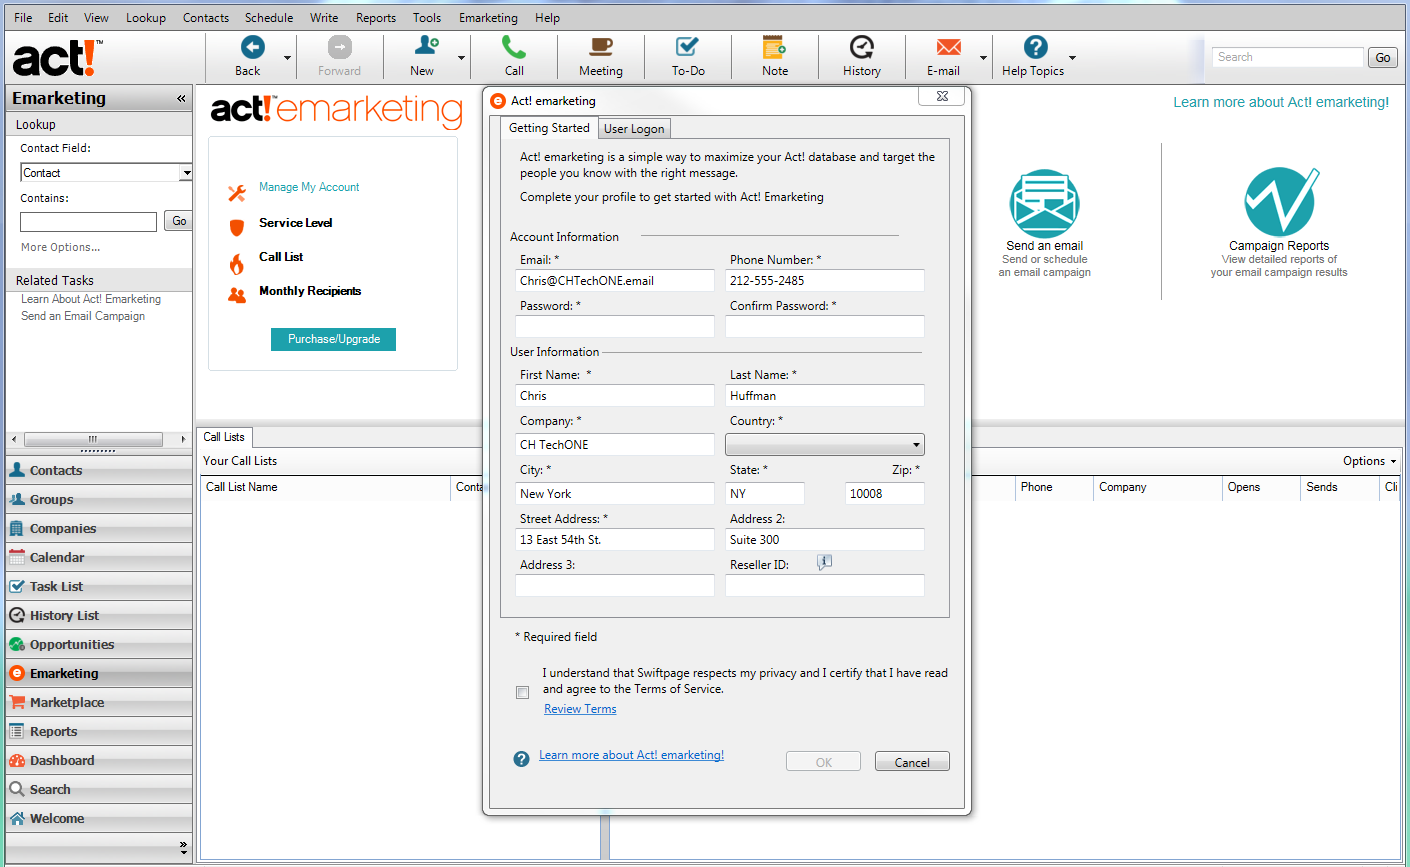 File Edit View Lookup Contacts Schedule Write Reports Tools Emarketing Help
act!™
Back
Forward
New
Call
Meeting
To-Do
Note
History
E-mail
Help Topics
Search
Go
Emarketing «
Lookup
Contact Field:
Contact
Contains:
Go
More Options...
Related Tasks
Learn About Act! Emarketing
Send an Email Campaign
Contacts
Groups
Companies
Calendar
Task List
History List
Opportunities
Emarketing
Marketplace
Reports
Dashboard
Search
Welcome
act!™emarketing
Manage My Account
Service Level
Call List
Monthly Recipients
Purchase/Upgrade
Learn more about Act! emarketing!
Send an email
Send or schedule
an email campaign
Campaign Reports
View detailed reports of
your email campaign results
Call Lists
Your Call Lists
Options
Call List Name
Conta
Phone
Company
Opens
Sends
Cli
Act! emarketing
Getting Started
User Logon
Act! emarketing is a simple way to maximize your Act! database and target the
people you know with the right message.
Complete your profile to get started with Act! Emarketing
Account Information
Email: * Phone Number: *
Chris@CHTechONE.email 212-555-2485
Password: * Confirm Password: *
User Information
First Name: * Last Name: *
Chris Huffman
Company: * Country: *
CH TechONE
City: * State: * Zip: *
New York NY 10008
Street Address: * Address 2:
13 East 54th St. Suite 300
Address 3: Reseller ID:
* Required field
I understand that Swiftpage respects my privacy and I certify that I have read
and agree to the Terms of Service.
Review Terms
Learn more about Act! emarketing!
OK
Cancel